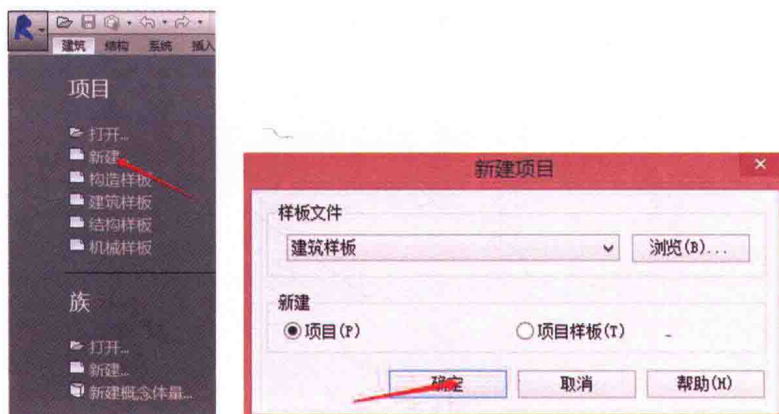 建筑 结构 系统 插入
项目
打开...
新建...
构造样板
建筑样板
结构样板
机械样板
族
打开...
新建...
新建概念体量...
新建项目
样板文件
建筑样板
浏览(B)...
新建
项目(P) 项目样板(T)
确定 取消 帮助(H)